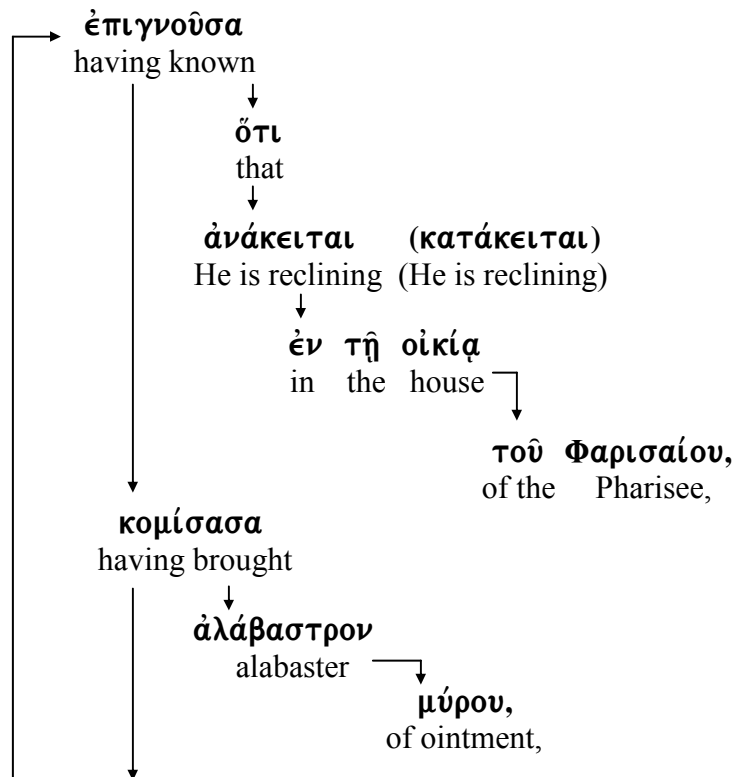 ἐπιγνοῦσα
having known
ὅτι
that
ἀνάκειται (κατάκειται)
He is reclining (He is reclining)
ἐν τῇ οἰκίᾳ
in the house
τοῦ Φαρισαίου,
of the Pharisee,
κομίσασα
having brought
ἀλάβαστρον
alabaster
μύρου,
of ointment,